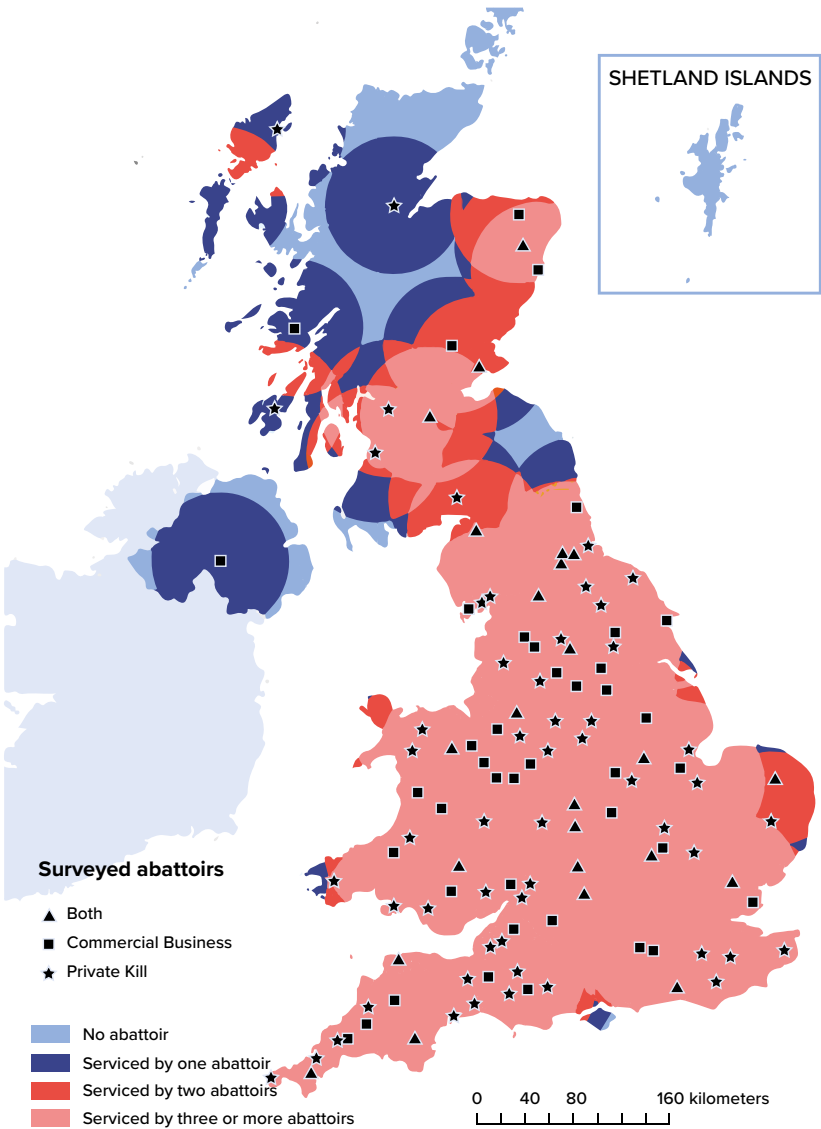 SHETLAND ISLANDS
Surveyed abattoirs
Both
Commercial Business
Private Kill
No abattoir
Serviced by one abattoir
Serviced by two abattoirs
Serviced by three or more abattoirs
0 40 80 160 kilometers